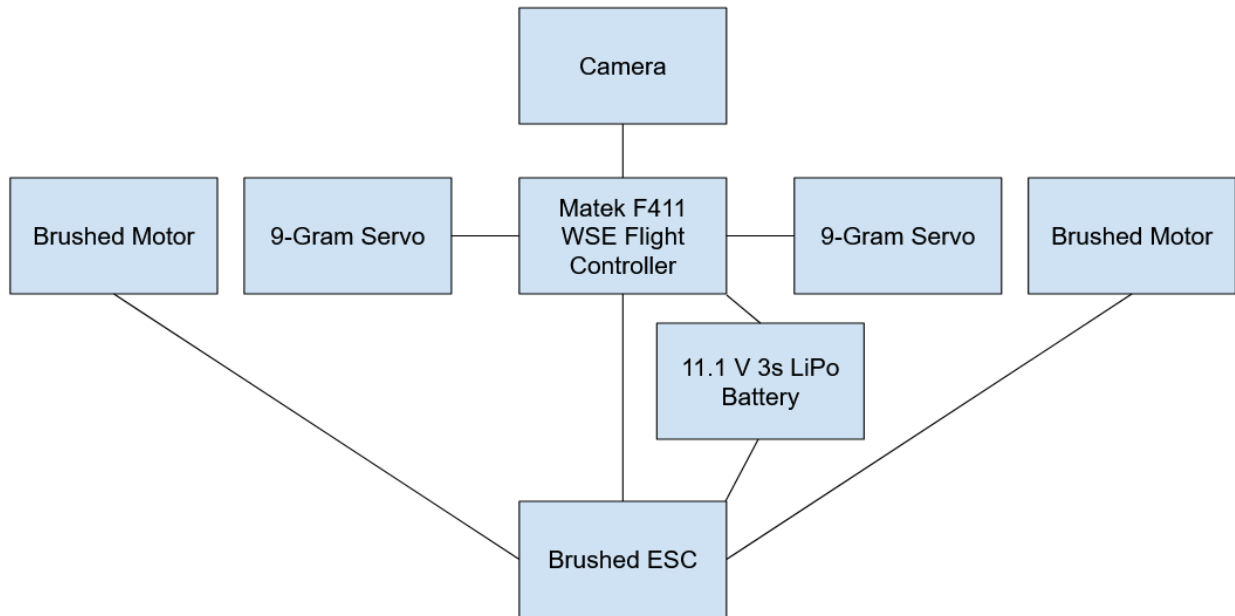 Camera
Brushed Motor
9-Gram Servo
Matek F411
WSE Flight
Controller
9-Gram Servo
Brushed Motor
11.1 V 3s LiPo
Battery
Brushed ESC